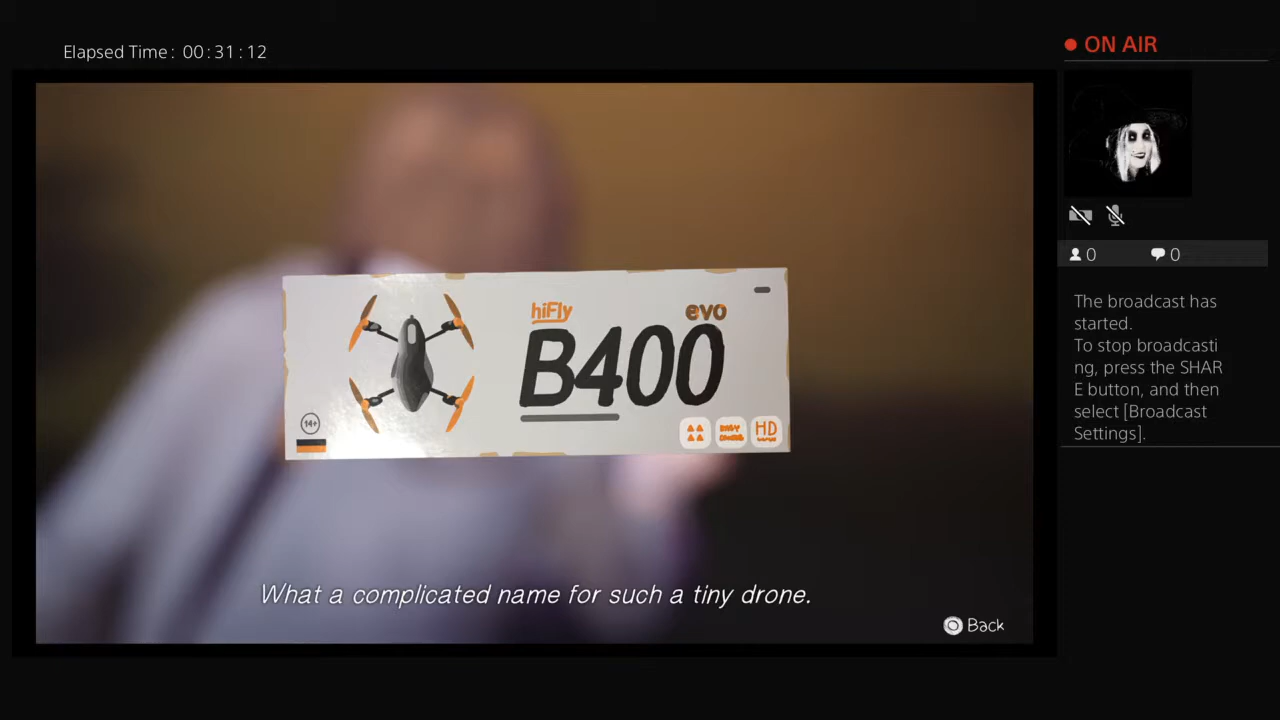 Elapsed Time: 00:31:12
ON AIR
0 0
The broadcast has
started.
To stop broadcasti
ng, press the SHAR
E button, and then
select [Broadcast
Settings].
hiFly evo
B400
14+
HD
What a complicated name for such a tiny drone.
Back